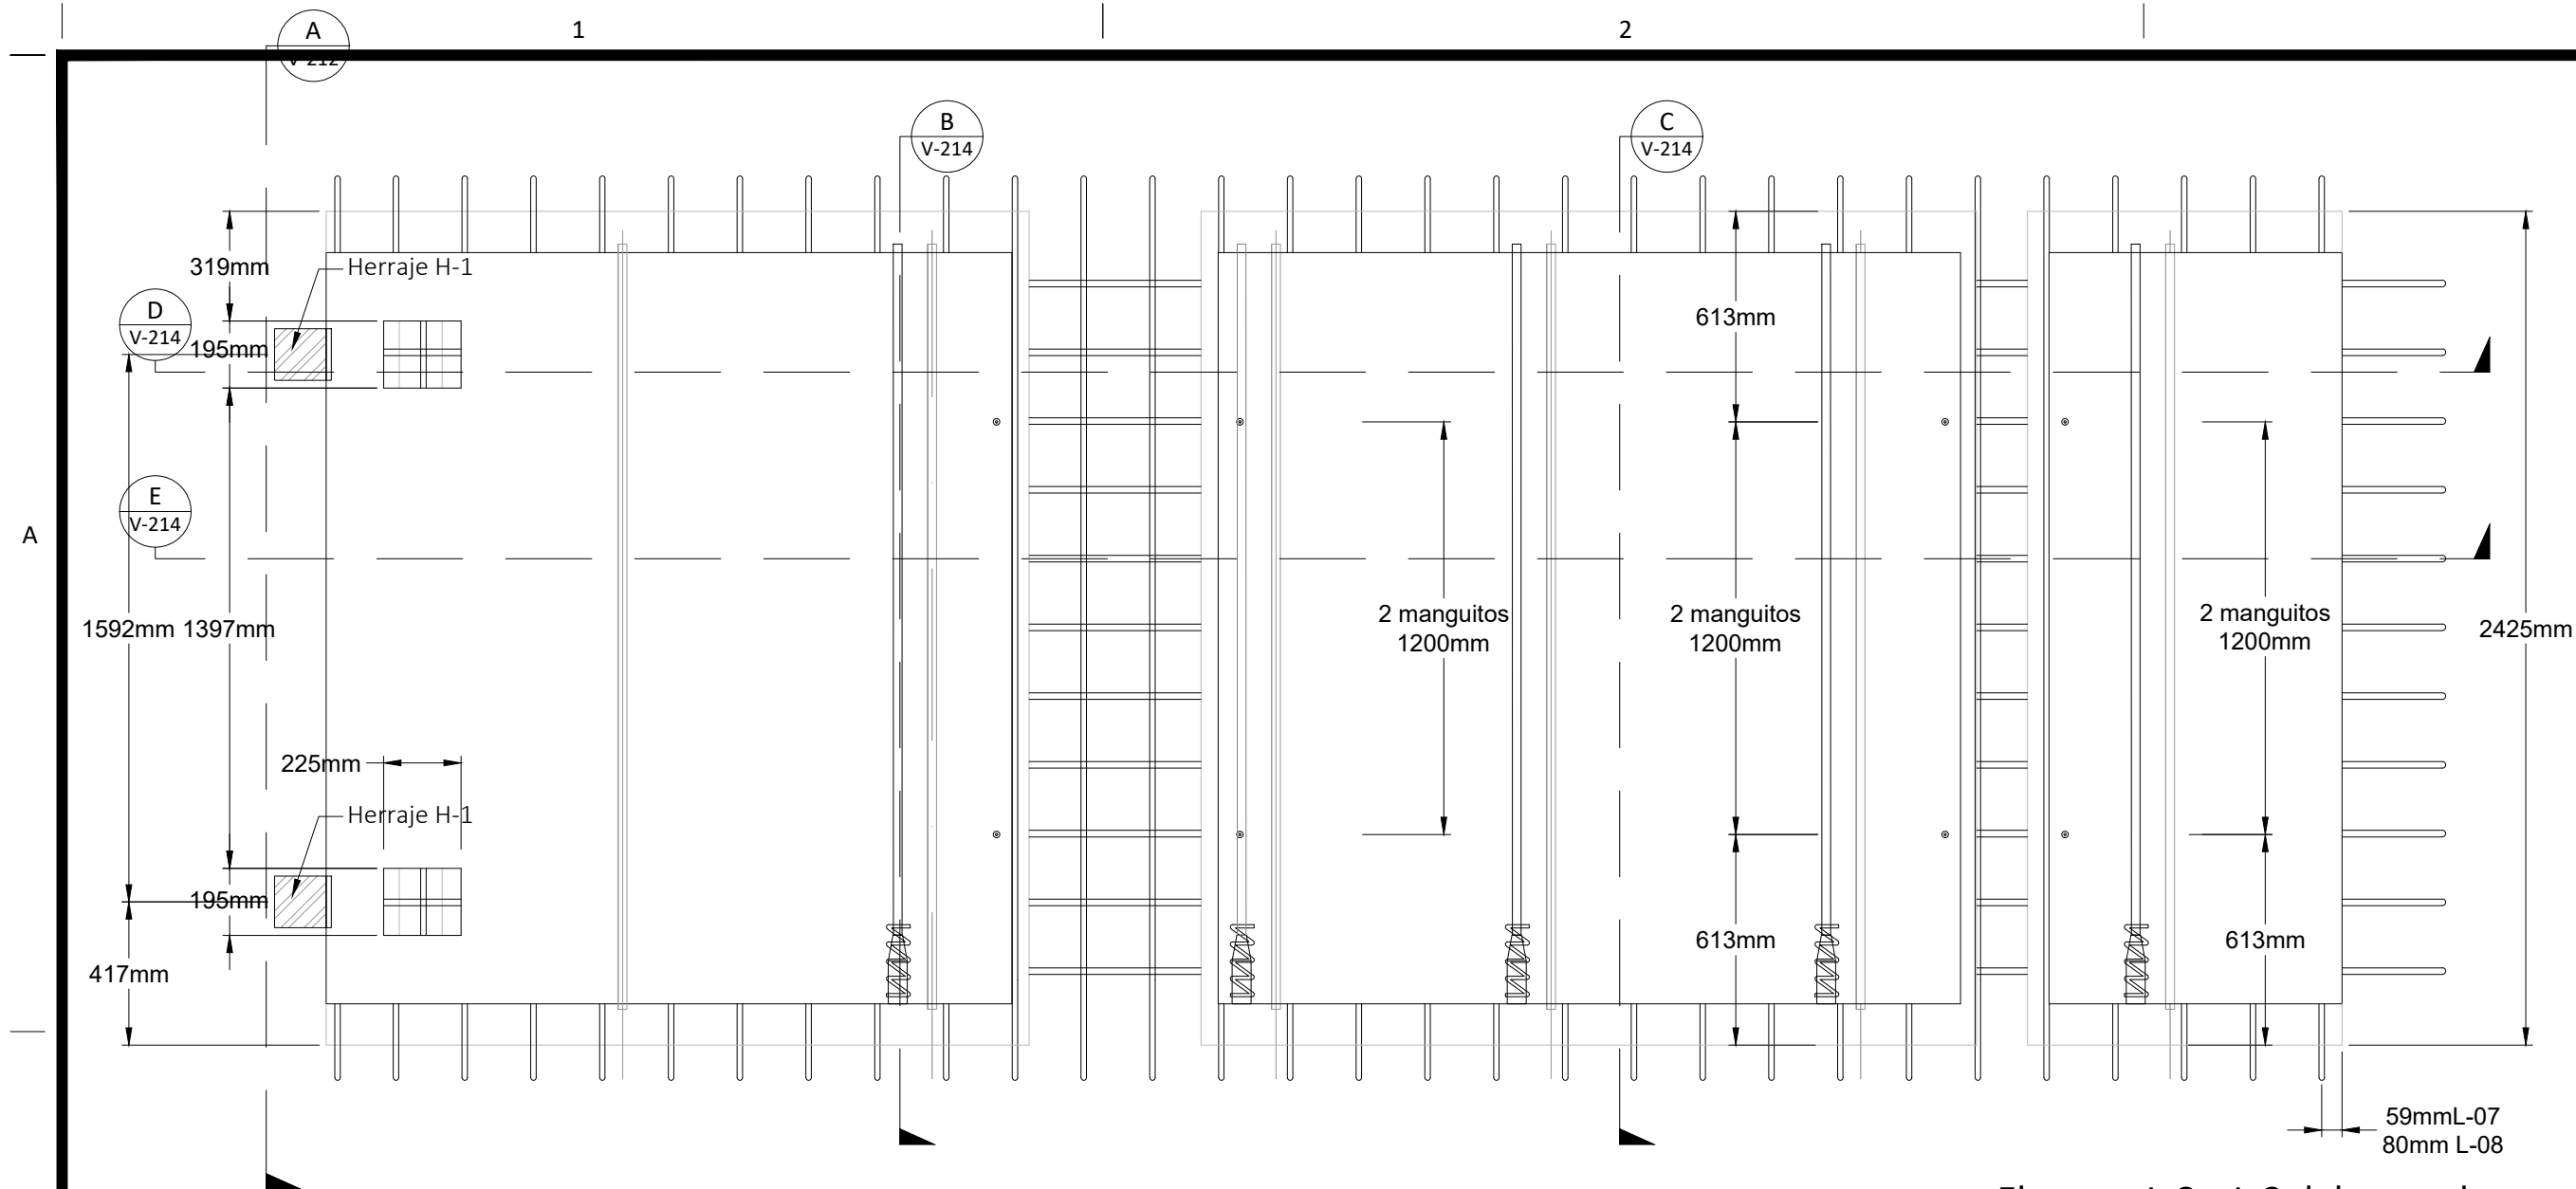 1
2
A
V-212
B
V-214
C
V-214
319mm
Herraje H-1
D
V-214
195mm
613mm
E
V-214
A
1592mm
1397mm
2 manguitos
1200mm
2 manguitos
1200mm
2 manguitos
1200mm
2425mm
225mm
Herraje H-1
195mm
417mm
613mm
613mm
59mmL-07
80mm L-08